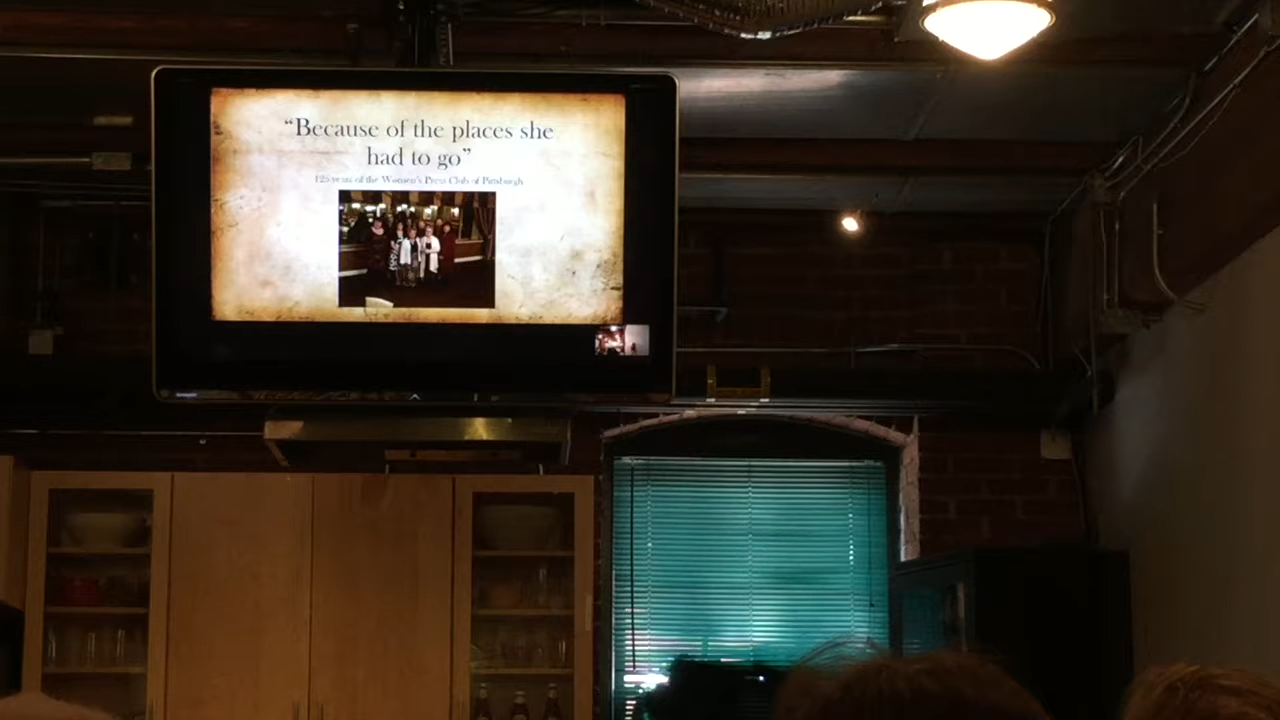 “Because of the places she
had to go”
125 years of the Women's Press Club of Pittsburgh